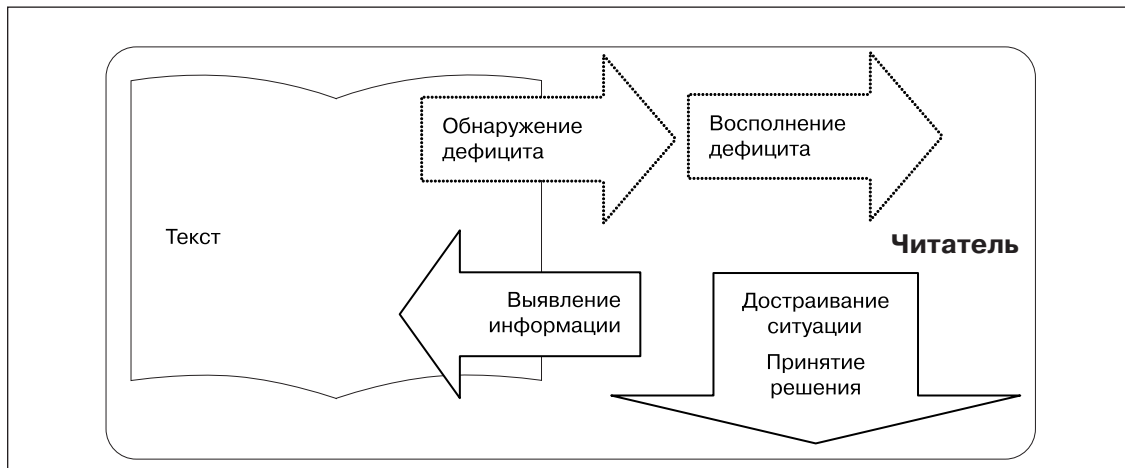 Обнаружение
дефицита
Восполнение
дефицита
Текст
Читатель
Выявление
информации
Достраивание
ситуации
Принятие
решения